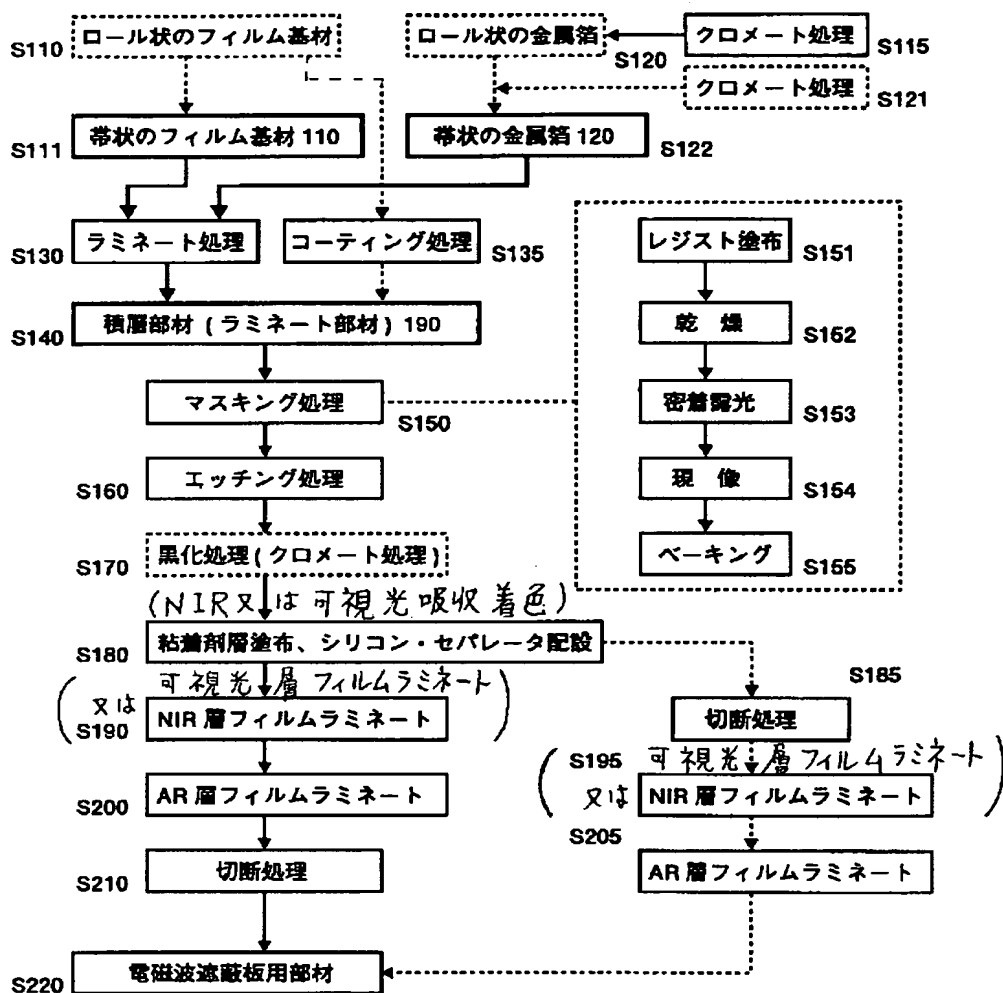 S110 ロール状のフィルム基材
ロール状の金属箔 S120
クロメート処理 S115
クロメート処理 S121
S111 帯状のフィルム基材 110
帯状の金属箔 120 S122
S130 ラミネート処理
コーティング処理 S135
S140 積層部材 (ラミネート部材) 190
マスキング処理 S150
S160 エッチング処理
S170 黒化処理(クロメート処理)
(NIR又は可視光吸収着色)
S180 粘着剤層塗布、シリコン・セパレータ配設
(又は 可視光層フィルムラミネート)
S190 NIR 層フィルムラミネート
S200 AR 層フィルムラミネート
S210 切断処理
S220 電磁波遮蔽板用部材
レジスト塗布 S151
乾 燥 S152
密着露光 S153
現 像 S154
ベーキング S155
S185
切断処理
S195 (又は 可視光層フィルムラミネート)
NIR 層フィルムラミネート
S205
AR 層フィルムラミネート